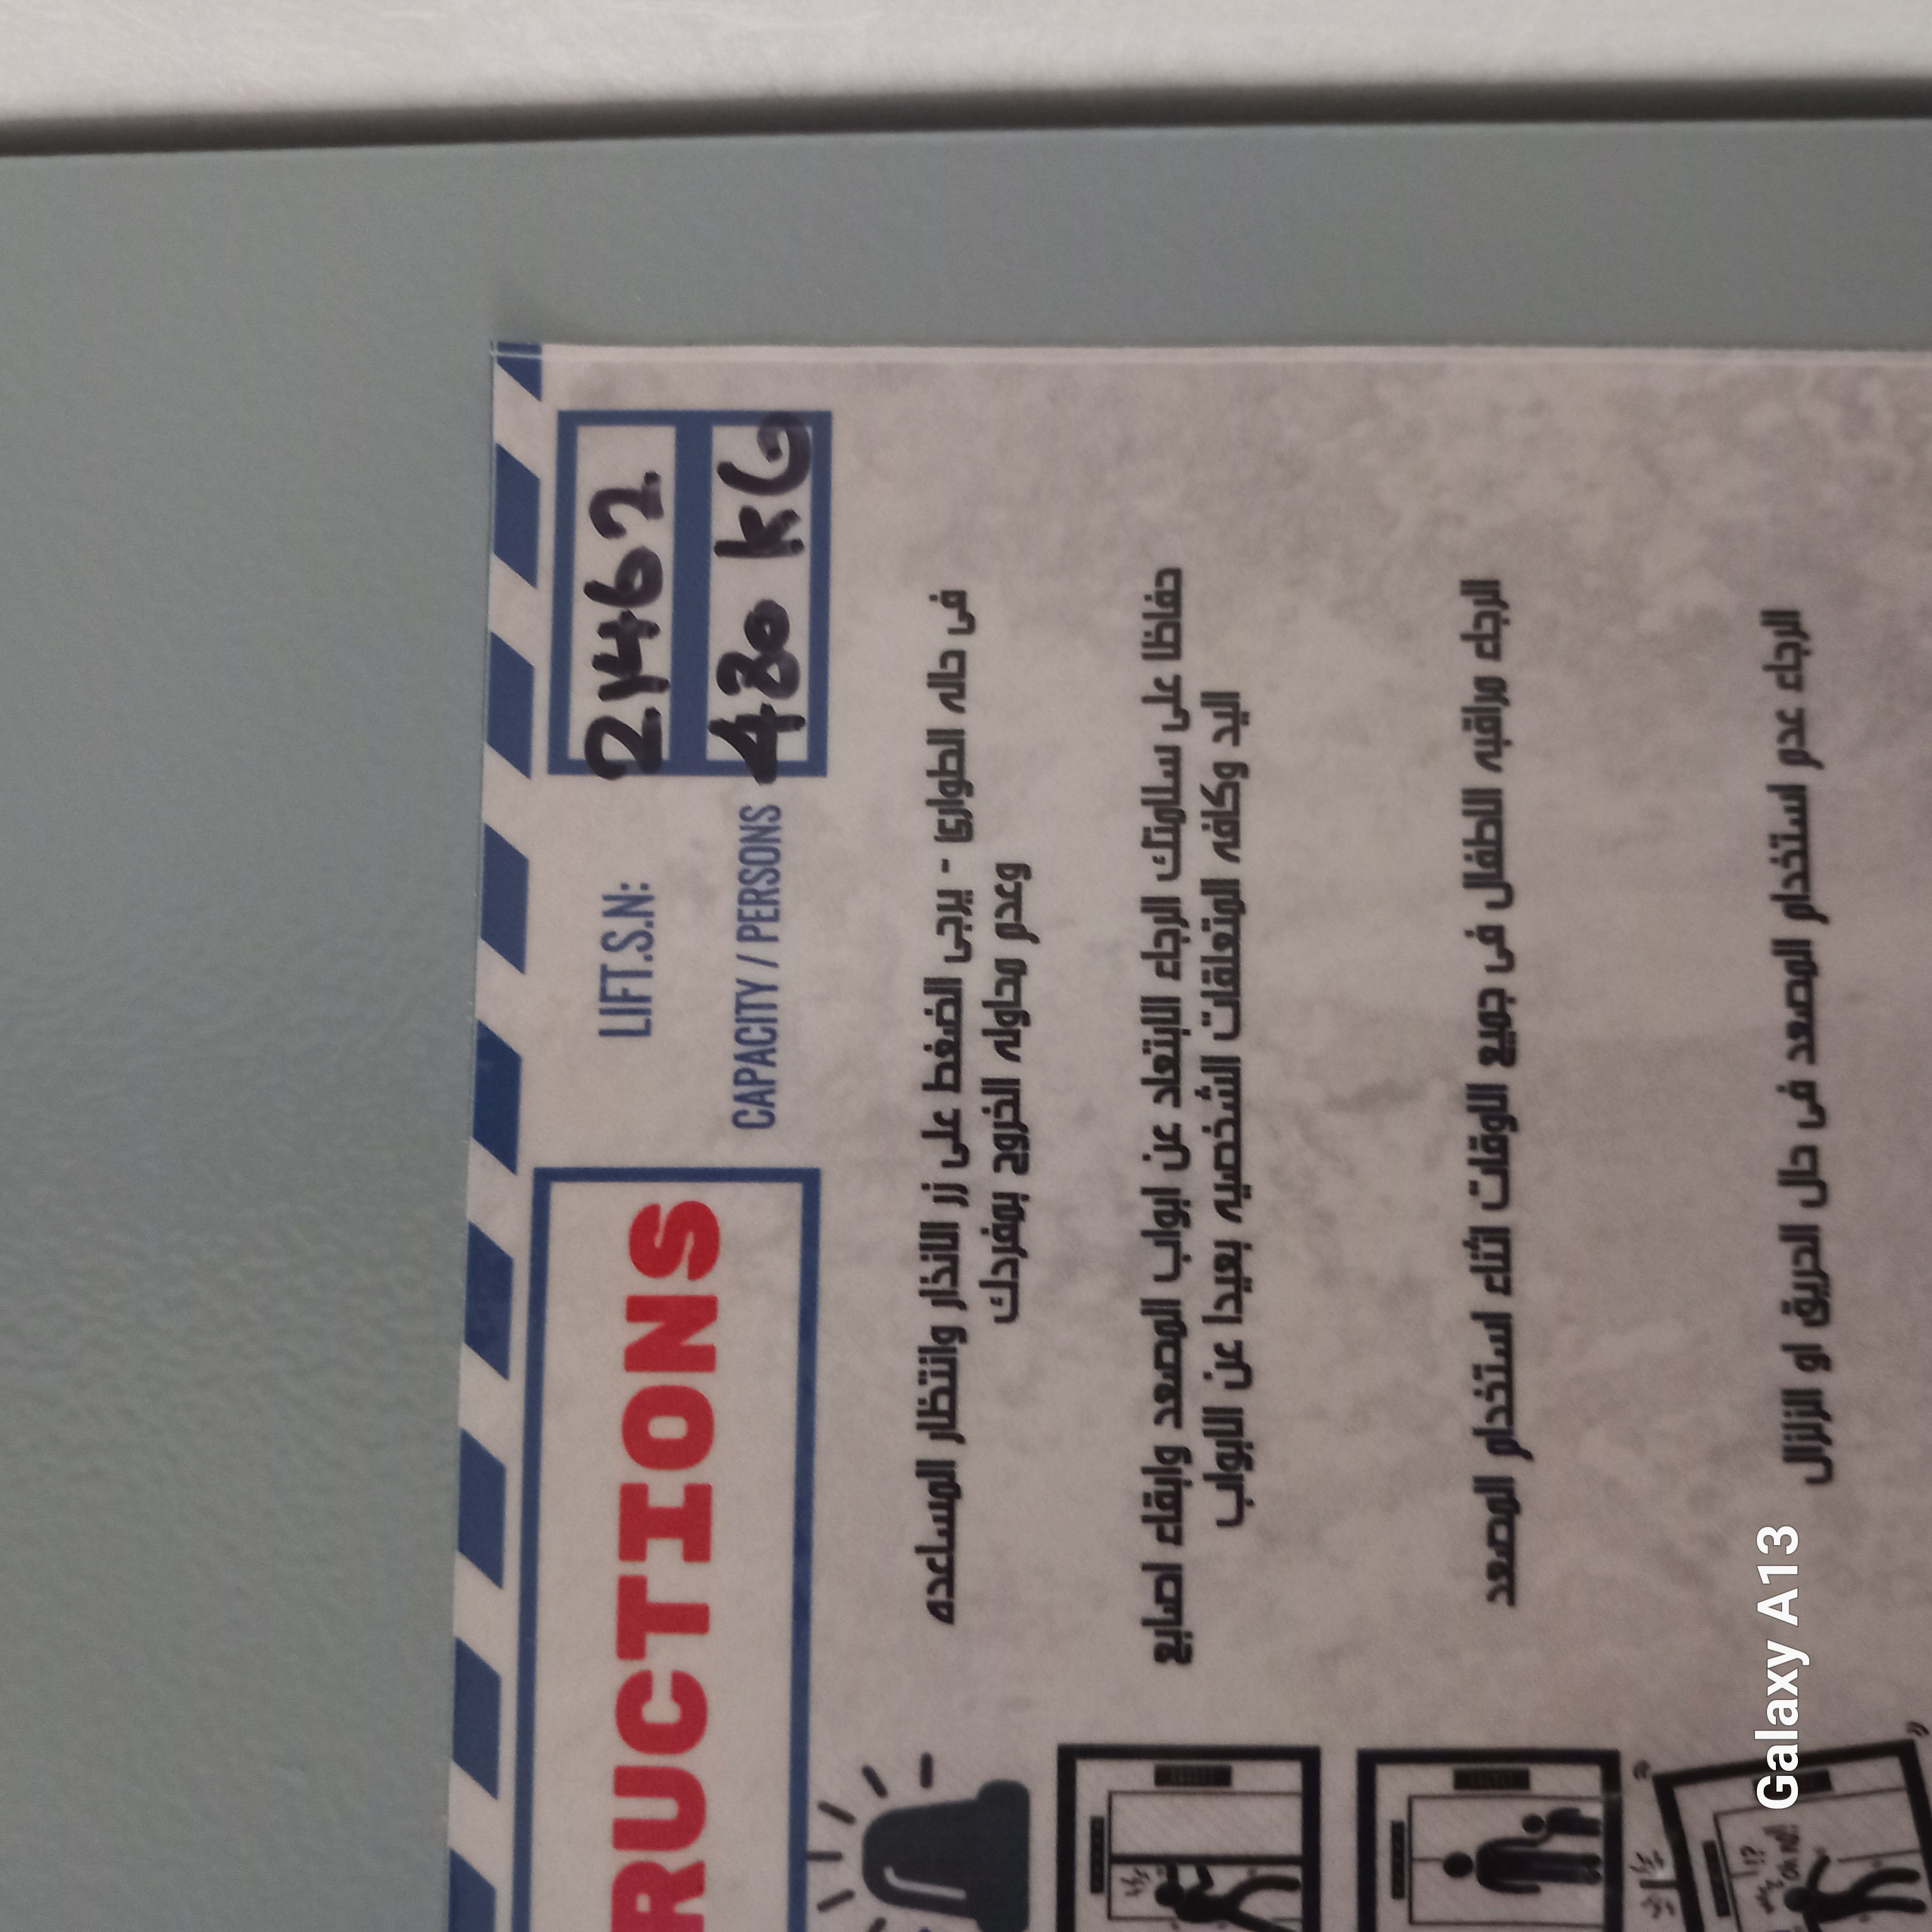 RUCTIONS
LIFT.S.N:
21462
CAPACITY / PERSONS
480 KG
فى حاله الطوارئ - يرجى الضغط على زر الانذار وانتظار المساعده
وعدم محاوله الخروج بمفردك
حفاظا على سلامتك الرجاء الابتعاد عن ابواب المصعد وابقاء اصابع
اليد وكافه المتعلقات الشخصيه بعيدا عن الابواب
الرجاء مراقبه الاطفال فى جميع الاوقات اثناء استخدام المصعد
الرجاء عدم استخدام المصعد فى حال الحريق او الزلزال
!?
Oh no!
Galaxy A13